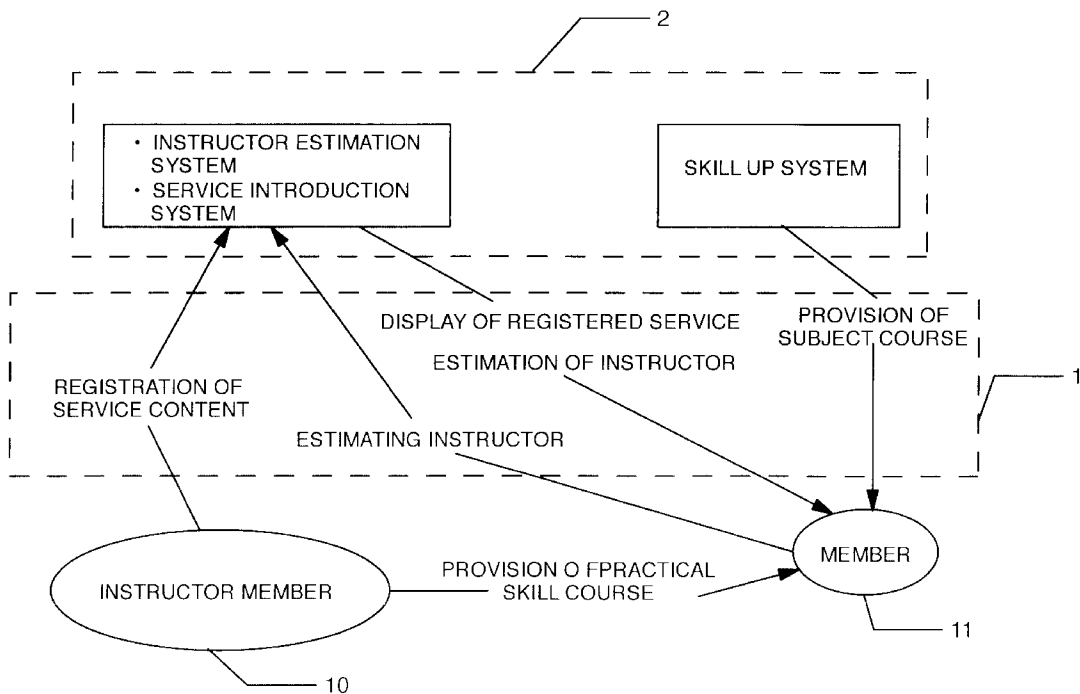 2
· INSTRUCTOR ESTIMATION
SYSTEM
· SERVICE INTRODUCTION
SYSTEM
SKILL UP SYSTEM
DISPLAY OF REGISTERED SERVICE
PROVISION OF
SUBJECT COURSE
ESTIMATION OF INSTRUCTOR
1
REGISTRATION OF
SERVICE CONTENT
ESTIMATING INSTRUCTOR
MEMBER
INSTRUCTOR MEMBER
PROVISION O FPRACTICAL
SKILL COURSE
11
10